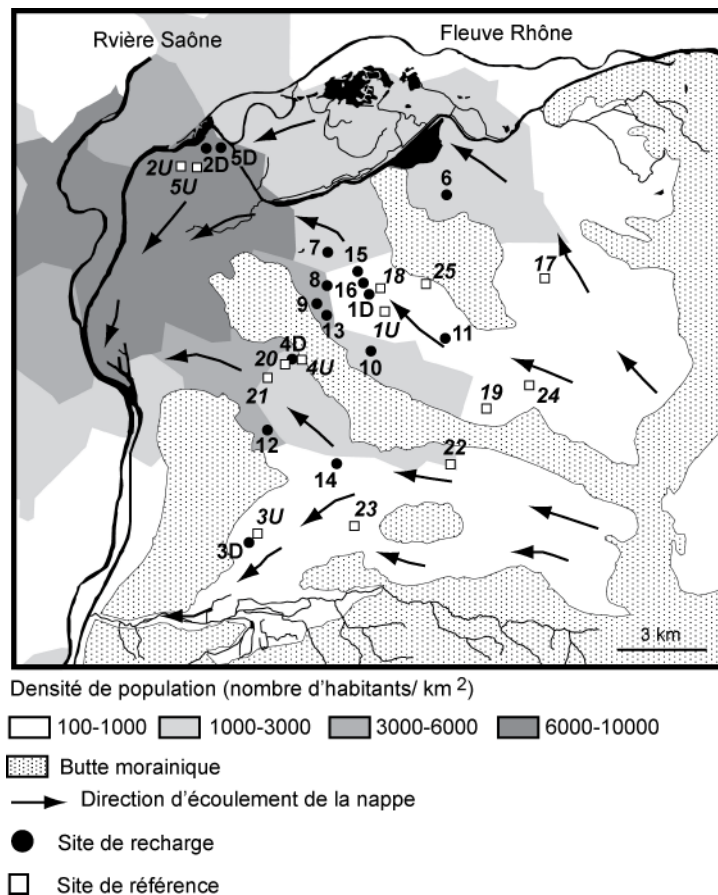 Rvière Saône
Fleuve Rhône
2U
2D
5D
5U
6
7
15
8
16
18
25
17
9
1D
13
1U
11
4D
10
20
4U
21
19
24
12
22
14
3U
23
3D
3 km
Densité de population (nombre d'habitants/ km 2)
100-1000 1000-3000 3000-6000 6000-10000
Butte morainique
Direction d'écoulement de la nappe
Site de recharge
Site de référence